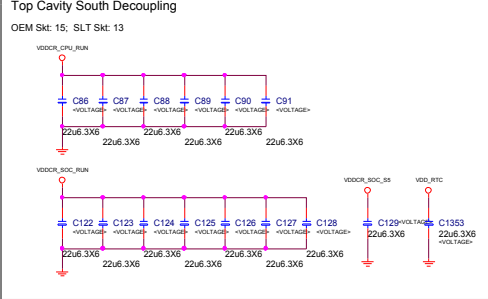 Top Cavity South Decoupling
OEM Skt: 15; SLT Skt: 13
VDDCR_CPU_RUN
C86 C87 C88 C89 C90 C91
<VOLTAGE> <VOLTAGE> <VOLTAGE> <VOLTAGE> <VOLTAGE> <VOLTAGE>
22u6.3X6 22u6.3X6 22u6.3X6
22u6.3X6 22u6.3X6 22u6.3X6
VDDCR_SOC_RUN VDDCR_SOC_S5 VDD_RTC
C122 C123 C124 C125 C126 C127 C128 C129 <VOLTAGE> C1353
<VOLTAGE> <VOLTAGE> <VOLTAGE> <VOLTAGE> <VOLTAGE> <VOLTAGE> <VOLTAGE> 22u6.3X6 22u6.3X6
<VOLTAGE>
22u6.3X6 22u6.3X6 22u6.3X6 22u6.3X6
22u6.3X6 22u6.3X6 22u6.3X6